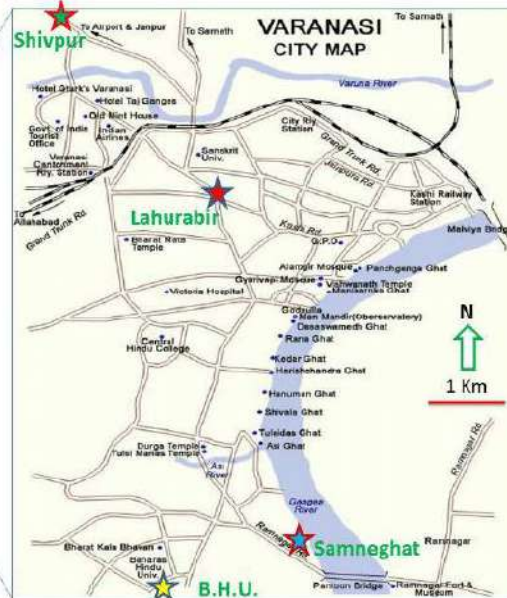 VARANASI
CITY MAP
Shivpur
To Airport & Janpur
To Sarnath
To Sarnath
Varuna River
Hotel Clark's Varanasi
Hotel Taj Ganges
Old Mint House
Govt. of India
Tourist
Office
Indian
Airlines
Varanasi
Cantonment
Rly. Station
City Rly
Station
Grand Trunk Rd.
Sanskrit
Univ.
Kashi Railway
Station
To
Allahabad
Grand Trunk Rd.
Lahurabir
Malviya Bridge
Bharat Mata
Temple
G.P.O
Alamgir Mosque
Panchganga Ghat
Gyanvapi Mosque
Vishwanath Temple
Victoria Hospital
Godaulia
Man Mandir(Oberservatory)
Dasaswamedh Ghat
Rana Ghat
N
Central
Hindu College
Kedar Ghat
Harishchandra Ghat
1 Km
Hanuman Ghat
Shivala Ghat
Tulsidas Ghat
Asi Ghat
Durga Temple
Tulsi Manas Temple
Asi
River
Ganges
River
Ramnagar Rd
Ramnagar Rd
Samneghat
Ramnagar
Bharat Kala Bhavan
Banaras
Hindu
Univ.
B.H.U.
Pantoon Bridge
Ramnagar Fort &
Museum